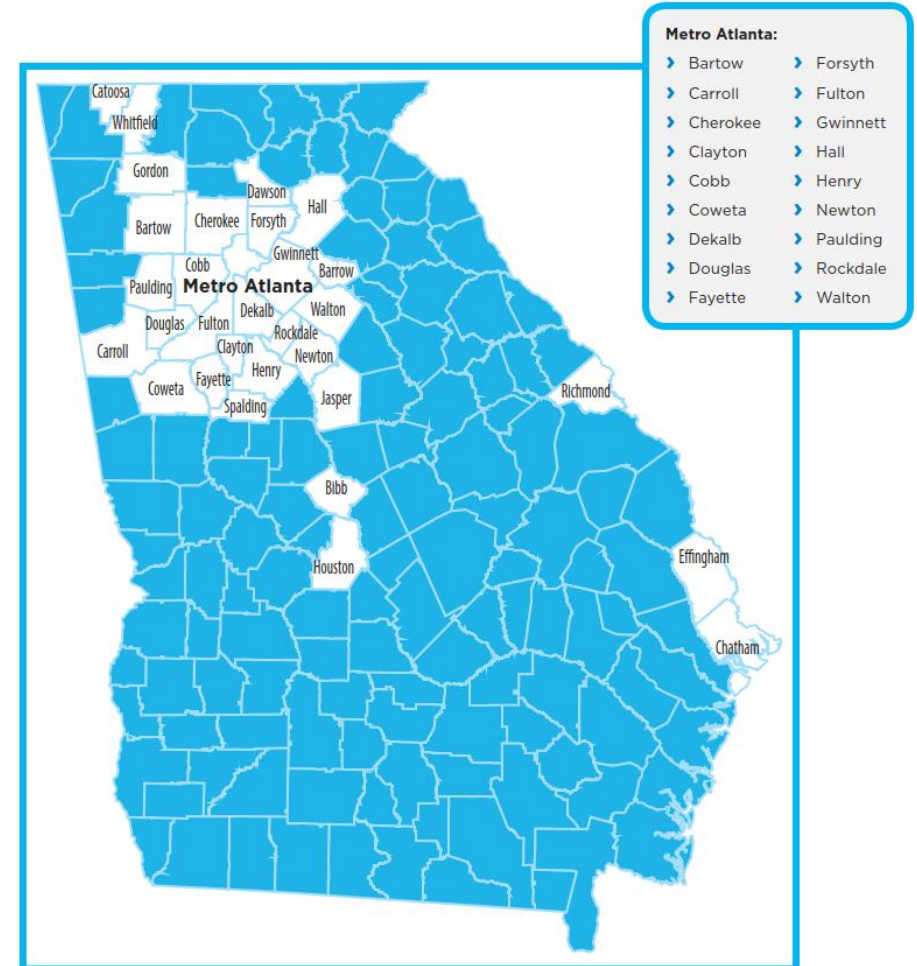 Metro Atlanta:
Bartow
Carroll
Cherokee
Clayton
Cobb
Coweta
Dekalb
Douglas
Fayette
Forsyth
Fulton
Gwinnett
Hall
Henry
Newton
Paulding
Rockdale
Walton
Catoosa
Whitfield
Gordon
Dawson
Hall
Bartow
Cherokee
Forsyth
Gwinnett
Cobb
Barrow
Paulding
Metro Atlanta
Dekalb
Walton
Douglas
Fulton
Rockdale
Carroll
Clayton
Newton
Henry
Fayette
Coweta
Jasper
Spalding
Richmond
Bibb
Houston
Effingham
Chatham